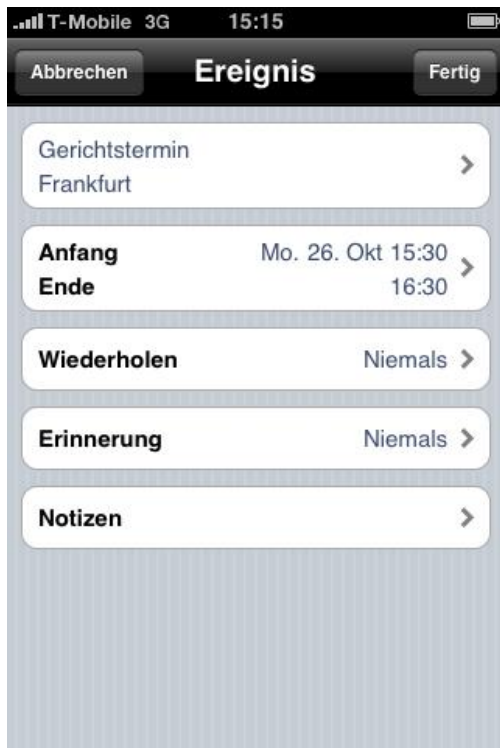 T-Mobile 3G 15:15
Abbrechen Ereignis Fertig
Gerichtstermin
Frankfurt
Anfang Mo. 26. Okt 15:30
Ende 16:30
Wiederholen Niemals
Erinnerung Niemals
Notizen